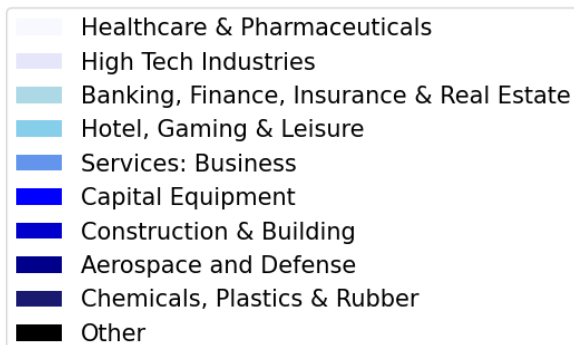 Healthcare & Pharmaceuticals
High Tech Industries
Banking, Finance, Insurance & Real Estate
Hotel, Gaming & Leisure
Services: Business
Capital Equipment
Construction & Building
Aerospace and Defense
Chemicals, Plastics & Rubber
Other